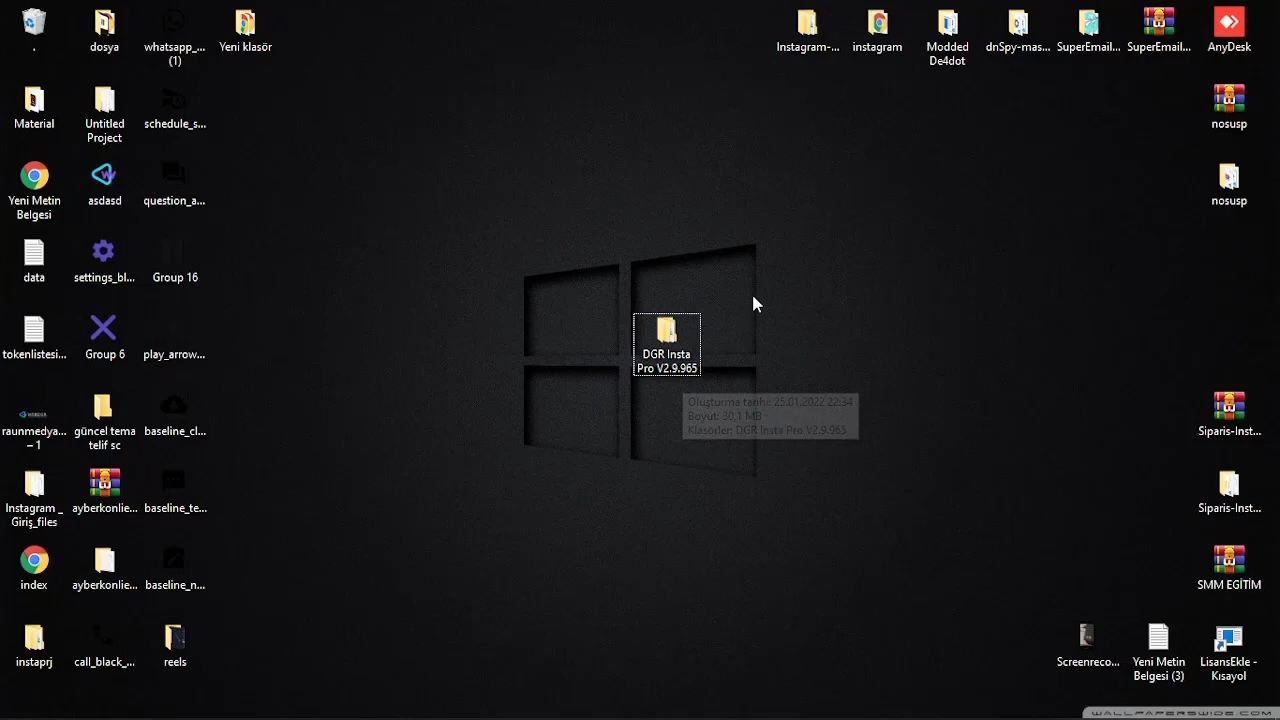 .
dosya
whatsapp_...
(1)
Yeni klasör
Instagram-...
instagram
Modded
De4dot
dnSpy-mas...
SuperEmail...
SuperEmail...
AnyDesk
Material
Untitled
Project
schedule_s...
nosusp
Yeni Metin
Belgesi
asdasd
question_a...
nosusp
data
settings_bl...
Group 16
tokenlistesi...
Group 6
play_arrow...
DGR Insta
Pro V2.9.965
Oluşturma tarihi: 25.01.2022 22:34
Boyut: 30,1 MB
Klasörler: DGR Insta Pro V2.9.965
raunmedya...
– 1
güncel tema
telif sc
baseline_cl...
Siparis-Inst...
Instagram _
Giriş_files
ayberkonlie...
baseline_te...
Siparis-Inst...
index
ayberkonlie...
baseline_n...
SMM EGİTİM
instaprj
call_black_...
reels
Screenreco...
Yeni Metin
Belgesi (3)
LisansEkle -
Kısayol
WALLPAPERSWIDE.COM